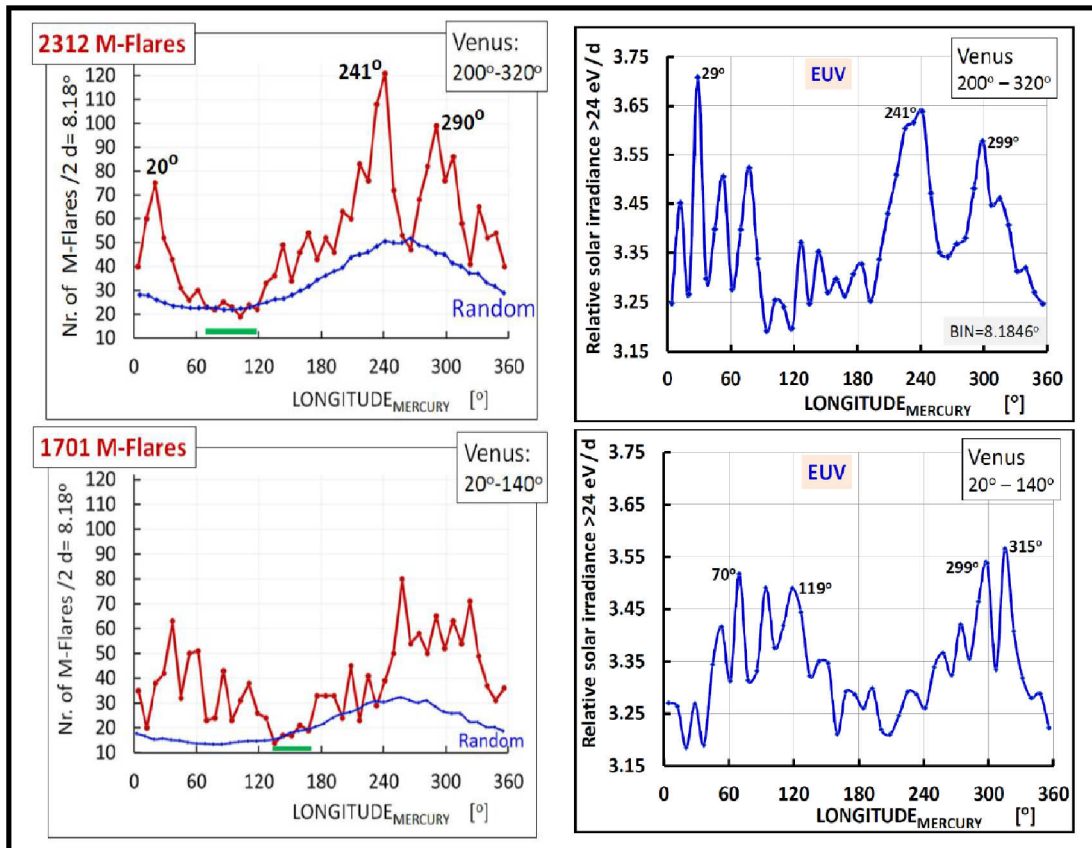 2312 M-Flares
Venus:
200°-320°
Nr. of M-Flares /2 d= 8.18°
120
110
100
90
80
70
60
50
40
30
20
10
20°
241°
290°
Random
0 60 120 180 240 300 360
LONGITUDE MERCURY [°]
EUV
Venus
200° – 320°
Relative solar irradiance >24 eV / d
3.75
3.65
3.55
3.45
3.35
3.25
3.15
29°
241°
299°
BIN=8.1846°
0 60 120 180 240 300 360
LONGITUDE MERCURY [°]
1701 M-Flares
Venus:
20°-140°
Nr. of M-Flares /2 d= 8.18°
120
110
100
90
80
70
60
50
40
30
20
10
Random
0 60 120 180 240 300 360
LONGITUDE MERCURY [°]
EUV
Venus
20° – 140°
Relative solar irradiance >24 eV / d
3.75
3.65
3.55
3.45
3.35
3.25
3.15
70°
119°
299°
315°
0 60 120 180 240 300 360
LONGITUDE MERCURY [°]